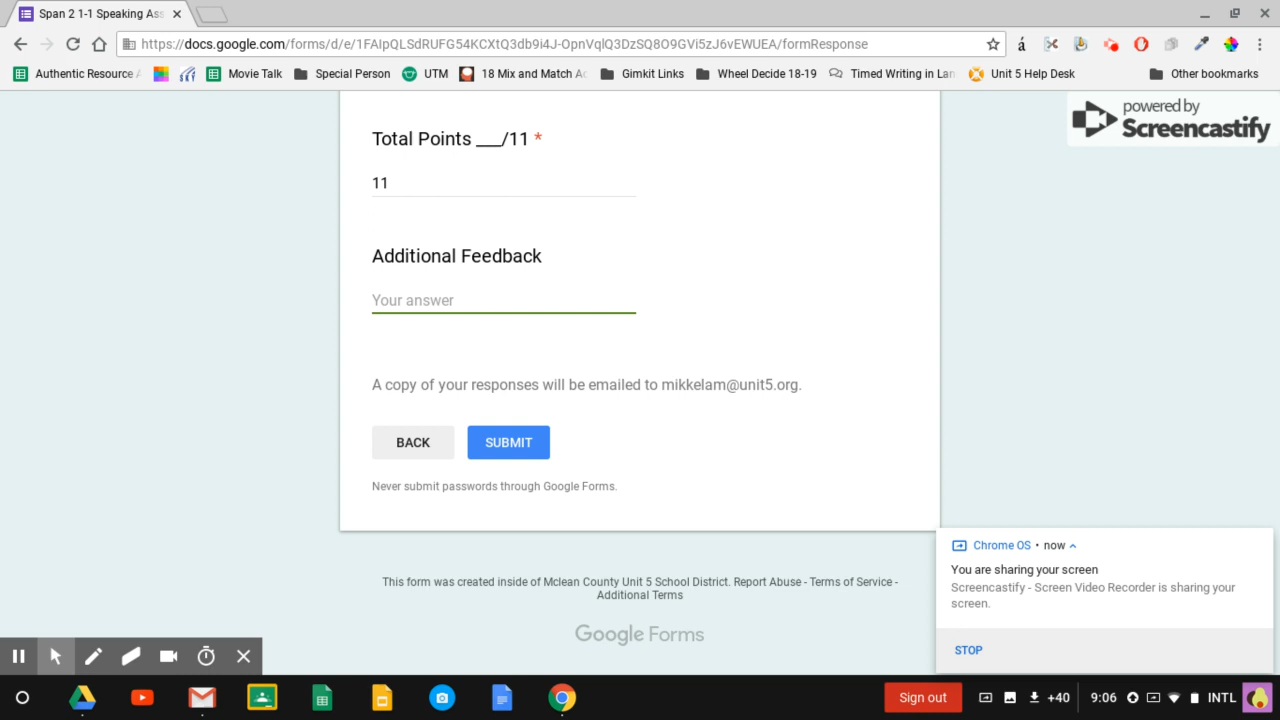 Span 2 1-1 Speaking Ass
https://docs.google.com/forms/d/e/1FAIpQLSdRUFG54KCXtQ3db9i4J-OpnVqlQ3DzSQ8O9GVi5zJ6vEWUEA/formResponse
á
Authentic Resource A
Movie Talk
Special Person
UTM
18 Mix and Match Ac
Gimkit Links
Wheel Decide 18-19
Timed Writing in Lan
Unit 5 Help Desk
Other bookmarks
powered by
Screencastify
Total Points ___/11 *
11
Additional Feedback
Your answer
A copy of your responses will be emailed to mikkelam@unit5.org.
BACK
SUBMIT
Never submit passwords through Google Forms.
This form was created inside of Mclean County Unit 5 School District. Report Abuse - Terms of Service -
Additional Terms
Google Forms
Chrome OS • now
You are sharing your screen
Screencastify - Screen Video Recorder is sharing your
screen.
STOP
Sign out
+40
9:06
INTL